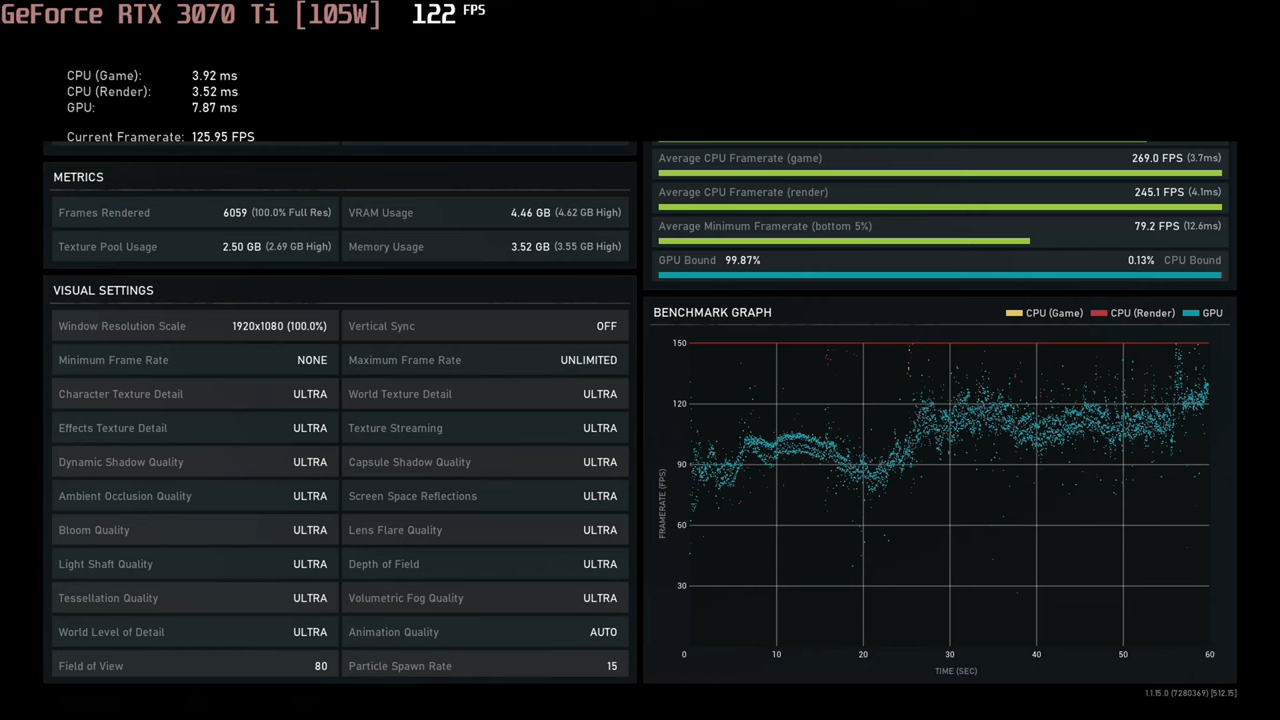 GeForce RTX 3070 Ti [105W] 122 FPS
CPU (Game): 3.92 ms
CPU (Render): 3.52 ms
GPU: 7.87 ms
Current Framerate: 125.95 FPS
METRICS
Frames Rendered 6059 (100.0% Full Res) VRAM Usage 4.46 GB (4.62 GB High)
Texture Pool Usage 2.50 GB (2.69 GB High) Memory Usage 3.52 GB (3.55 GB High)
VISUAL SETTINGS
Window Resolution Scale 1920x1080 (100.0%) Vertical Sync OFF
Minimum Frame Rate NONE Maximum Frame Rate UNLIMITED
Character Texture Detail ULTRA World Texture Detail ULTRA
Effects Texture Detail ULTRA Texture Streaming ULTRA
Dynamic Shadow Quality ULTRA Capsule Shadow Quality ULTRA
Ambient Occlusion Quality ULTRA Screen Space Reflections ULTRA
Bloom Quality ULTRA Lens Flare Quality ULTRA
Light Shaft Quality ULTRA Depth of Field ULTRA
Tessellation Quality ULTRA Volumetric Fog Quality ULTRA
World Level of Detail ULTRA Animation Quality AUTO
Field of View 80 Particle Spawn Rate 15
Average CPU Framerate (game) 269.0 FPS (3.7ms)
Average CPU Framerate (render) 245.1 FPS (4.1ms)
Average Minimum Framerate (bottom 5%) 79.2 FPS (12.6ms)
GPU Bound 99.87% 0.13% CPU Bound
BENCHMARK GRAPH CPU (Game) CPU (Render) GPU
150
120
90
60
30
FRAMERATE (FPS)
0 10 20 30 40 50 60
TIME (SEC)
1.1.15.0 (7280369) [512.15]